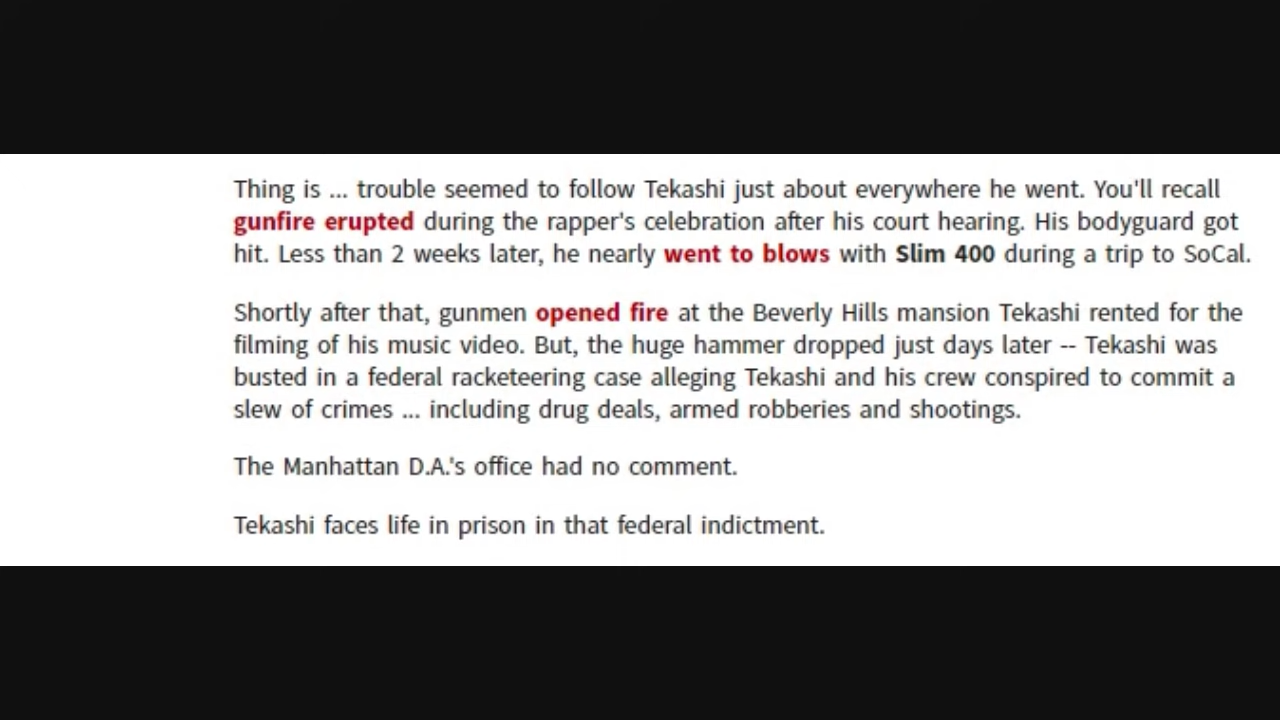 Thing is ... trouble seemed to follow Tekashi just about everywhere he went. You'll recall
gunfire erupted during the rapper's celebration after his court hearing. His bodyguard got
hit. Less than 2 weeks later, he nearly went to blows with Slim 400 during a trip to SoCal.
Shortly after that, gunmen opened fire at the Beverly Hills mansion Tekashi rented for the
filming of his music video. But, the huge hammer dropped just days later -- Tekashi was
busted in a federal racketeering case alleging Tekashi and his crew conspired to commit a
slew of crimes ... including drug deals, armed robberies and shootings.
The Manhattan D.A.'s office had no comment.
Tekashi faces life in prison in that federal indictment.